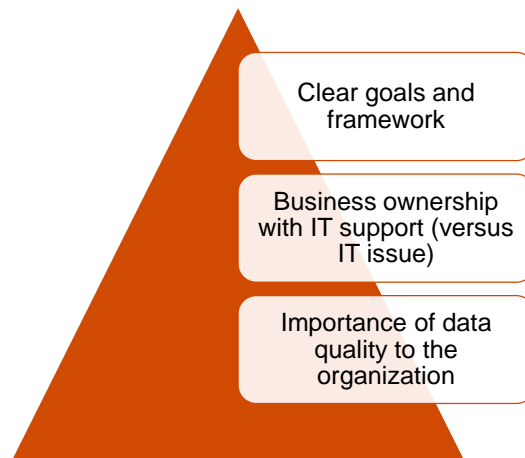 Clear goals and
framework
Business ownership
with IT support (versus
IT issue)
Importance of data
quality to the
organization